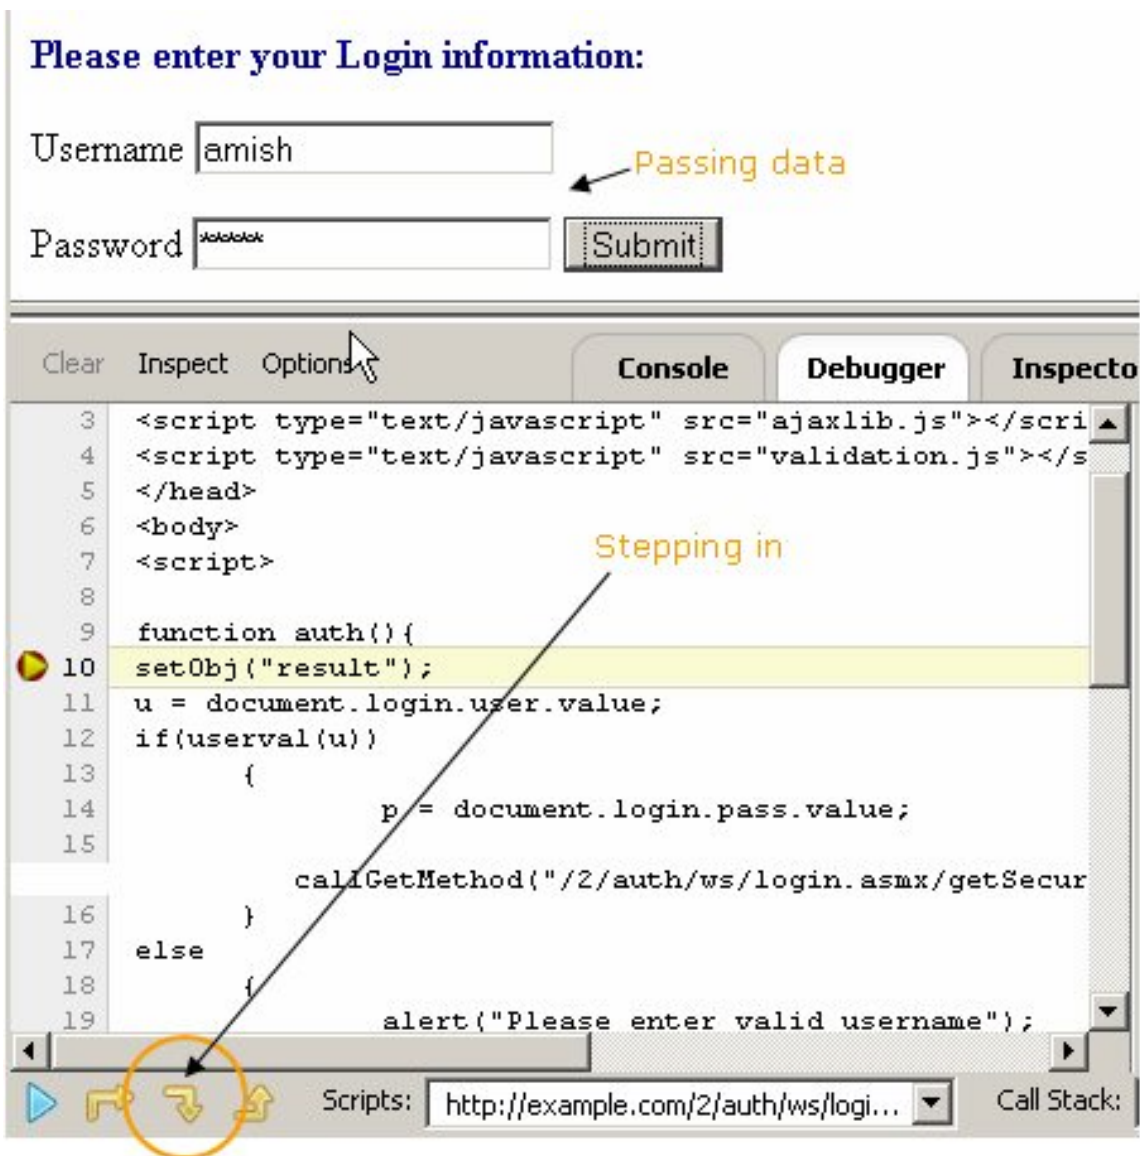 Please enter your Login information:
Username amish
Passing data
Password ****** Submit
Clear Inspect Options Console Debugger Inspecto
3 <script type="text/javascript" src="ajaxlib.js"></scri
4 <script type="text/javascript" src="validation.js"></s
5 </head>
6 <body>
Stepping in
7 <script>
8
9 function auth(){
10 setObj("result");
11 u = document.login.user.value;
12 if(userval(u))
13 {
14 p = document.login.pass.value;
15
callGetMethod("/2/auth/ws/login.asmx/getSecur
16 }
17 else
18 {
19 alert("Please enter valid username");
Scripts: http://example.com/2/auth/ws/logi... Call Stack: